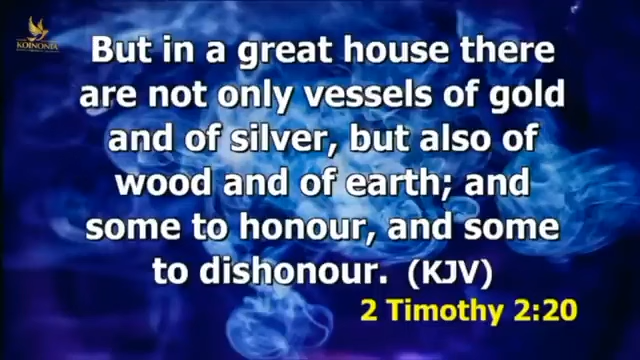 KOINONIA
But in a great house there
are not only vessels of gold
and of silver, but also of
wood and of earth; and
some to honour, and some
to dishonour. (KJV)
2 Timothy 2:20